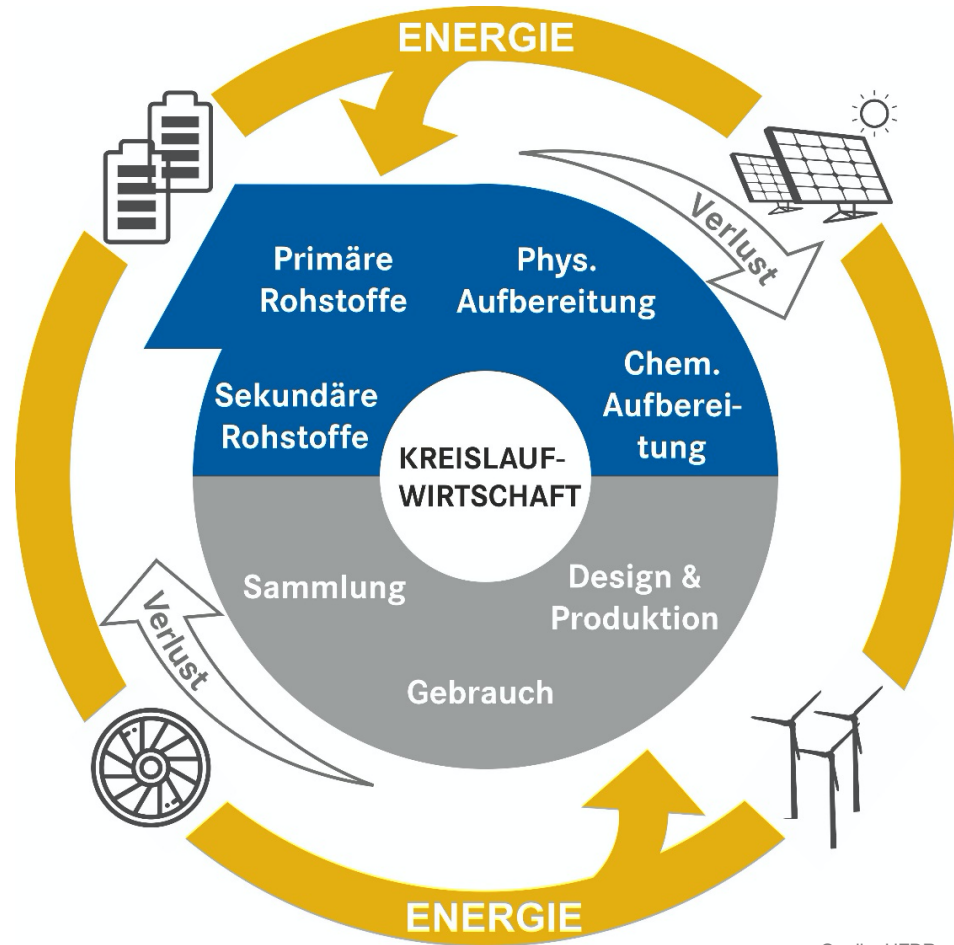 ENERGIE
Verlust
Primäre
Rohstoffe
Phys.
Aufbereitung
Chem.
Aufberei-
tung
Sekundäre
Rohstoffe
KREISLAUF-
WIRTSCHAFT
Sammlung
Design &
Produktion
Gebrauch
Verlust
ENERGIE